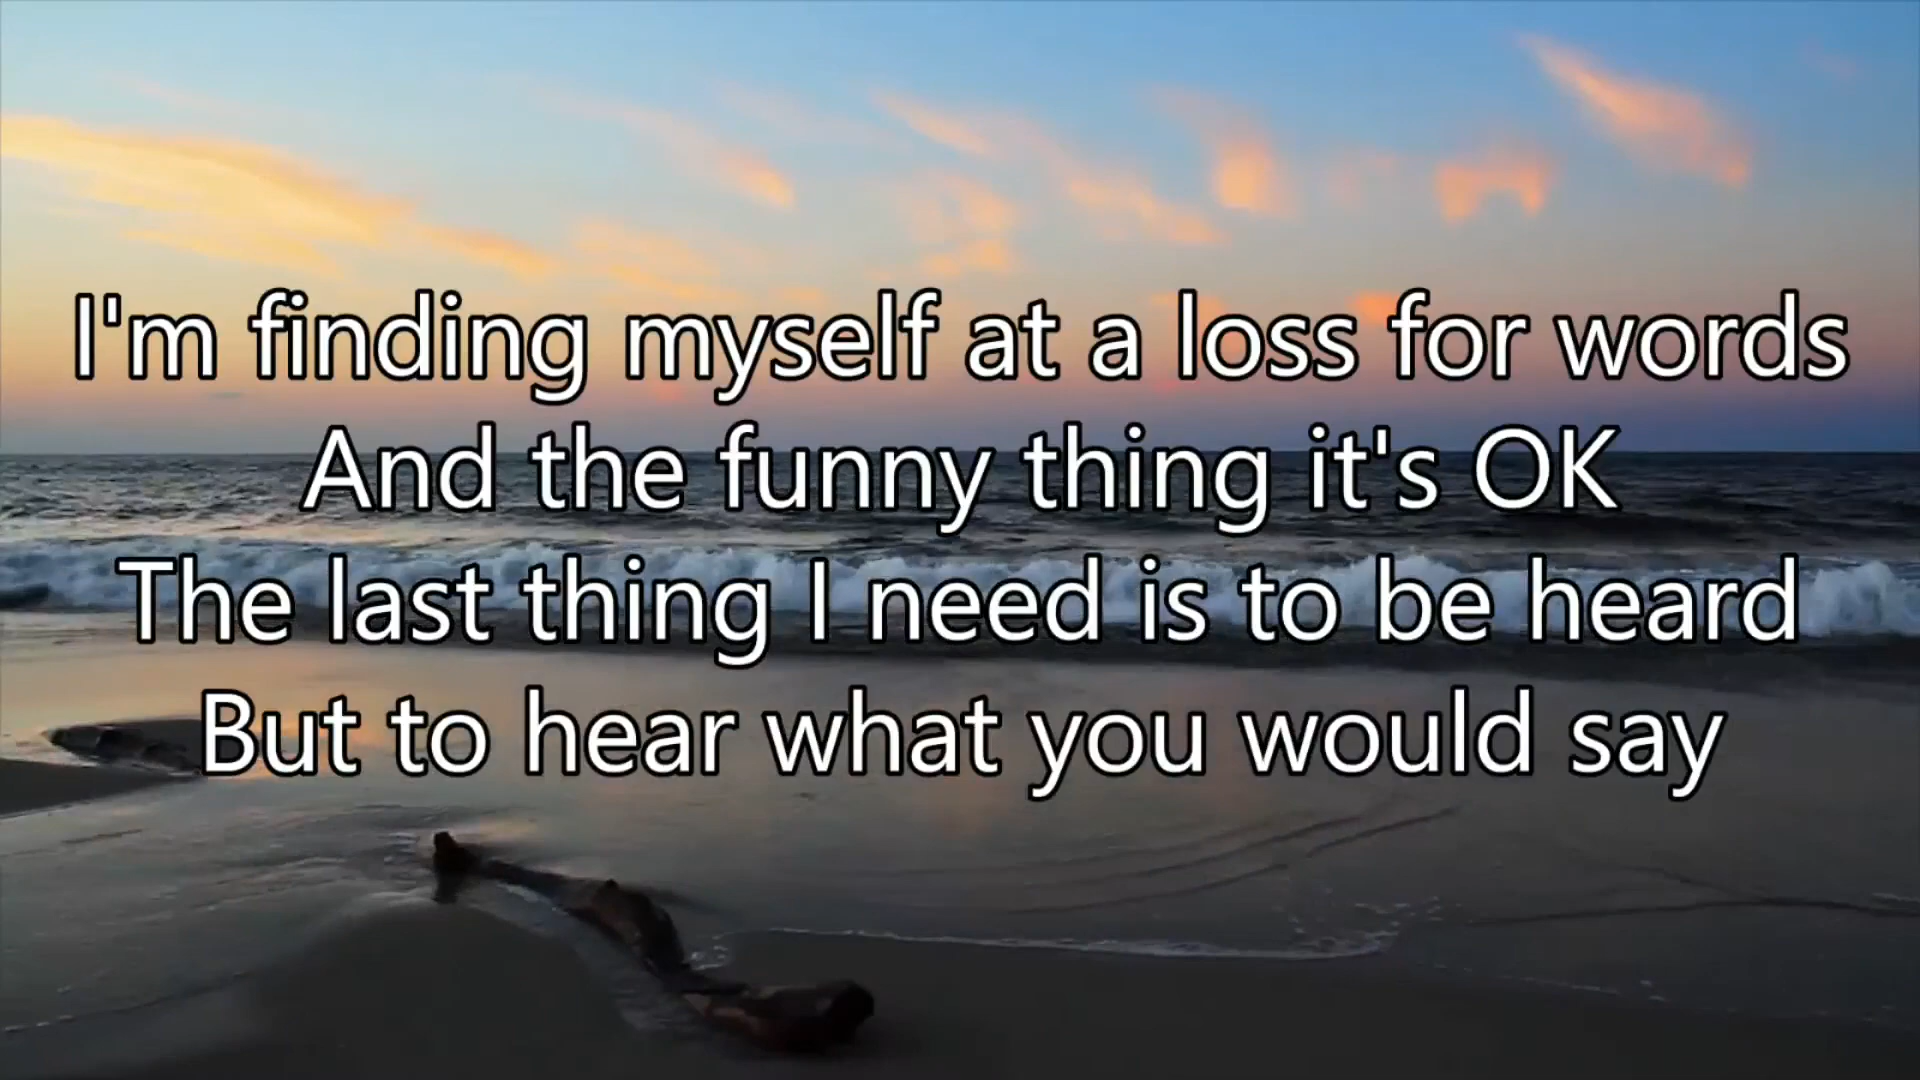 I'm finding myself at a loss for words
And the funny thing it's OK
The last thing I need is to be heard
But to hear what you would say